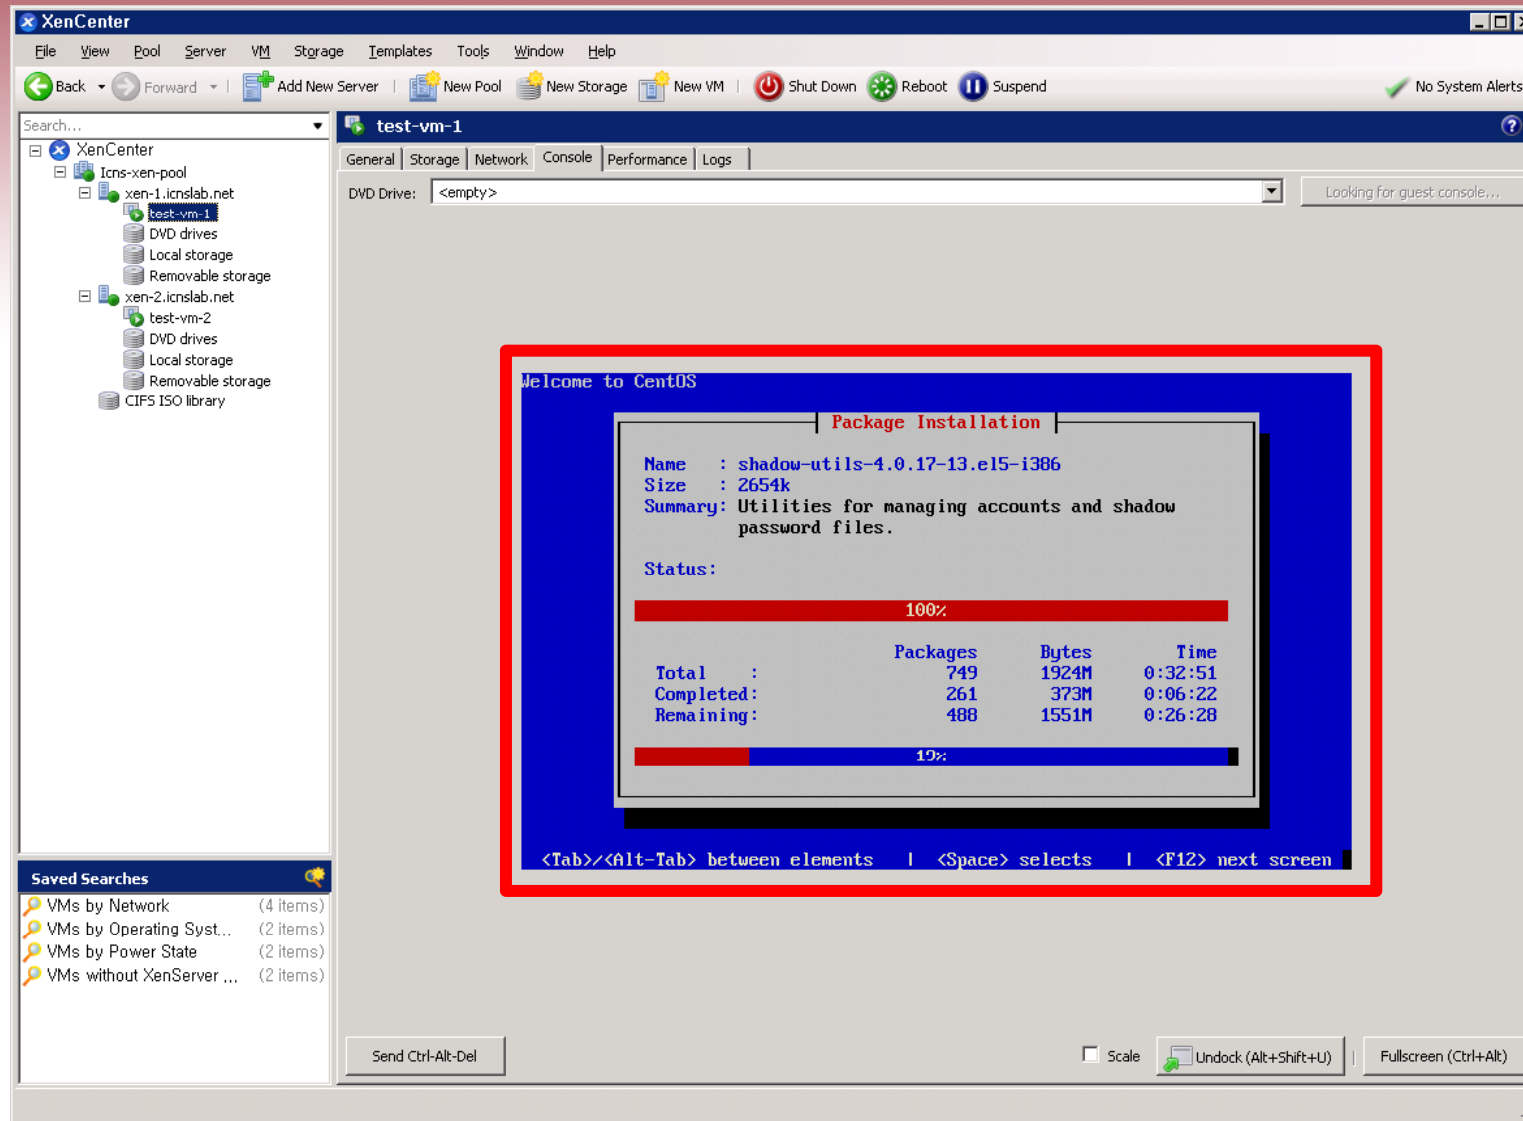 XenCenter
File View Pool Server VM Storage Templates Tools Window Help
Back Forward Add New Server New Pool New Storage New VM Shut Down Reboot Suspend No System Alerts
Search...
XenCenter
Icns-xen-pool
xen-1.icnslab.net
test-vm-1
DVD drives
Local storage
Removable storage
xen-2.icnslab.net
test-vm-2
DVD drives
Local storage
Removable storage
CIFS ISO library
Saved Searches
VMs by Network (4 items)
VMs by Operating Syst... (2 items)
VMs by Power State (2 items)
VMs without XenServer ... (2 items)
test-vm-1
General Storage Network Console Performance Logs
DVD Drive: <empty> Looking for guest console...
Welcome to CentOS
Package Installation
Name : shadow-utils-4.0.17-13.el5-i386
Size : 2654k
Summary: Utilities for managing accounts and shadow
password files.
Status:
100%
Packages Bytes Time
Total : 749 1924M 0:32:51
Completed: 261 373M 0:06:22
Remaining: 488 1551M 0:26:28
19%
<Tab>/<Alt-Tab> between elements | <Space> selects | <F12> next screen
Send Ctrl-Alt-Del Scale Undock (Alt+Shift+U) Fullscreen (Ctrl+Alt)